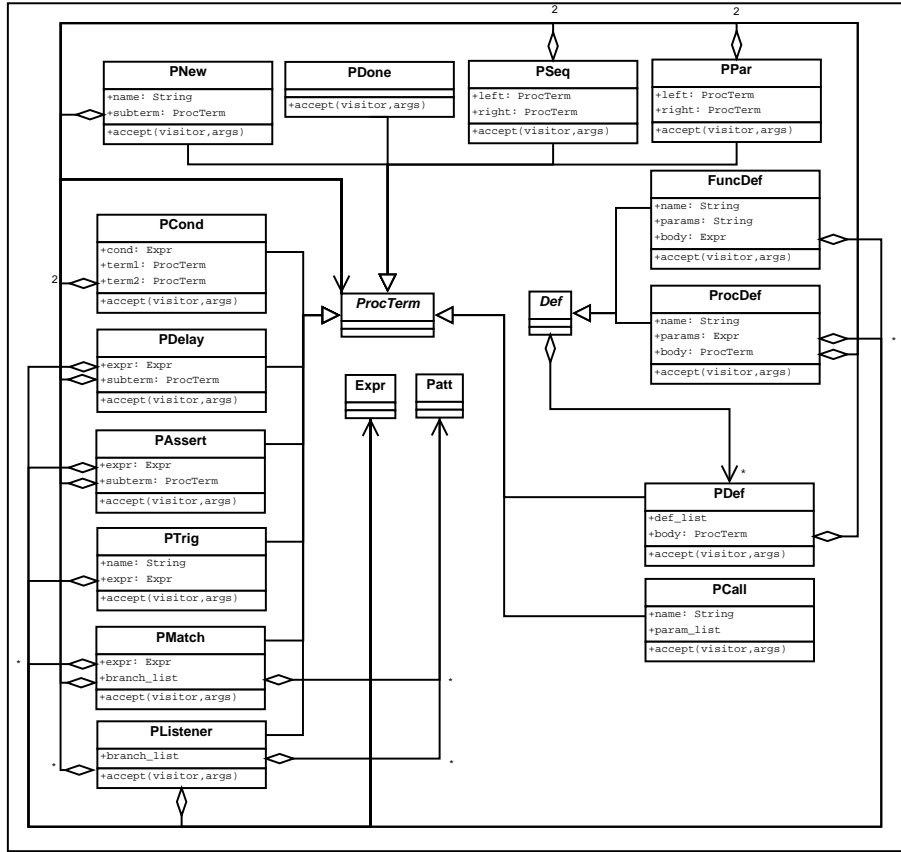 2
2
PNew
+name: String
+subterm: ProcTerm
+accept(visitor,args)
PDone
+accept(visitor,args)
PSeq
+left: ProcTerm
+right: ProcTerm
+accept(visitor,args)
PPar
+left: ProcTerm
+right: ProcTerm
+accept(visitor,args)
FuncDef
+name: String
+params: String
+body: Expr
+accept(visitor,args)
PCond
+cond: Expr
+term1: ProcTerm
+term2: ProcTerm
+accept(visitor,args)
2
ProcTerm
Def
ProcDef
+name: String
+params: Expr
+body: ProcTerm
+accept(visitor,args)
*
PDelay
+expr: Expr
+subterm: ProcTerm
+accept(visitor,args)
Expr
Patt
PAssert
+expr: Expr
+subterm: ProcTerm
+accept(visitor,args)
*
PDef
+def_list
+body: ProcTerm
+accept(visitor,args)
PTrig
+name: String
+expr: Expr
+accept(visitor,args)
PCall
+name: String
+param_list
+accept(visitor,args)
PMatch
+expr: Expr
+branch_list
+accept(visitor,args)
*
*
PListener
+branch_list
+accept(visitor,args)
*
*